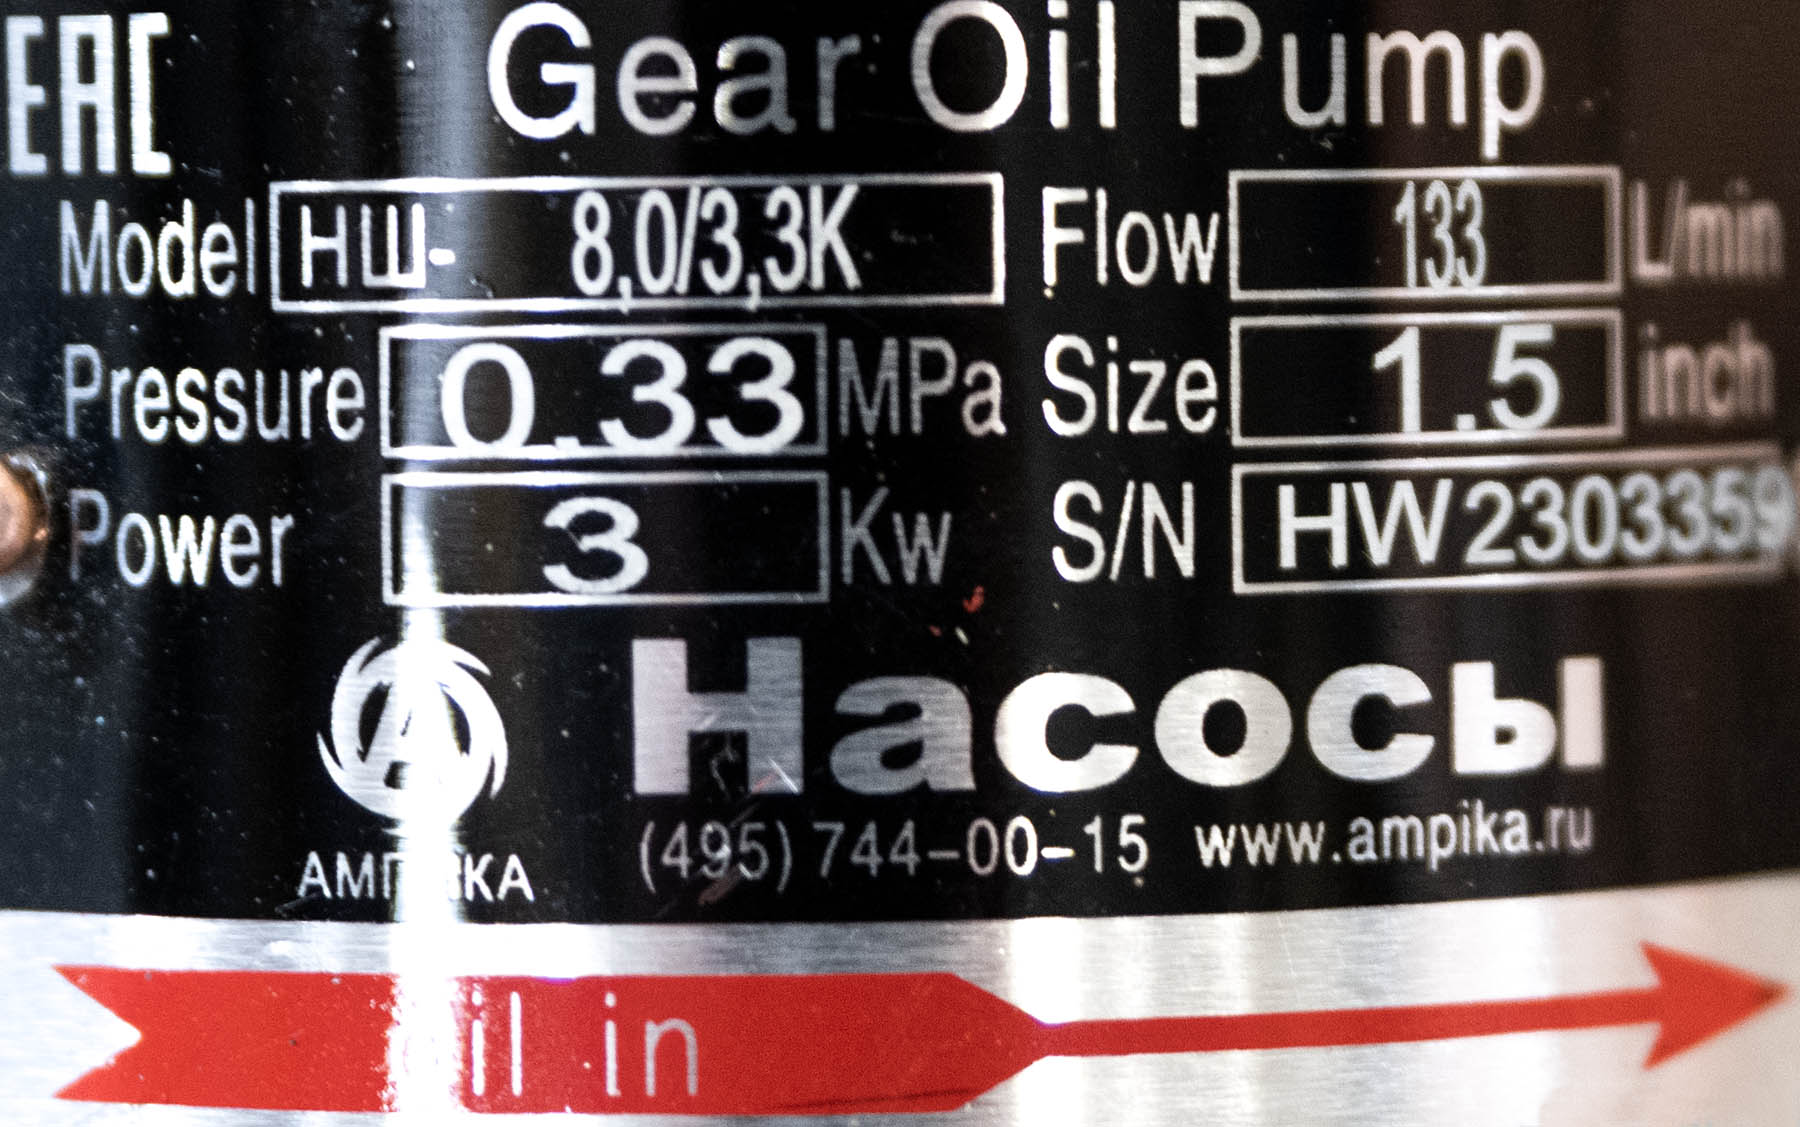 EAC
Gear Oil Pump
Model НШ- 8,0/3,3K Flow 133 L/min
Pressure 0.33 MPa Size 1.5 inch
Power 3 Kw S/N HW2303359
Насосы
АМПИКА (495) 744-00-15 www.ampika.ru
in